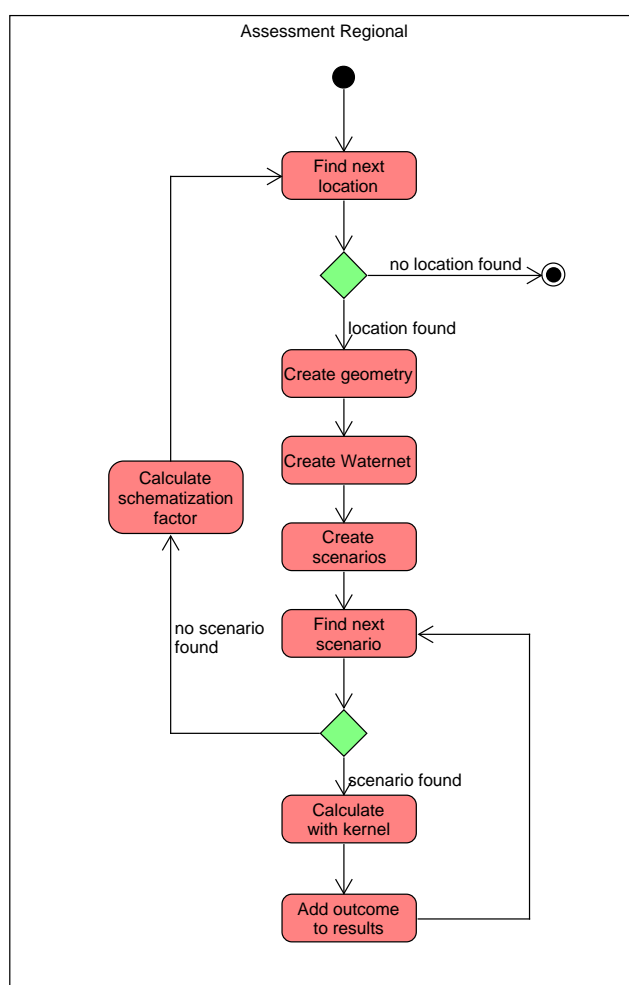 Assessment Regional
Find next
location
no location found
location found
Create geometry
Create Waternet
Calculate
schematization
factor
Create
scenarios
Find next
scenario
no scenario
found
scenario found
Calculate
with kernel
Add outcome
to results